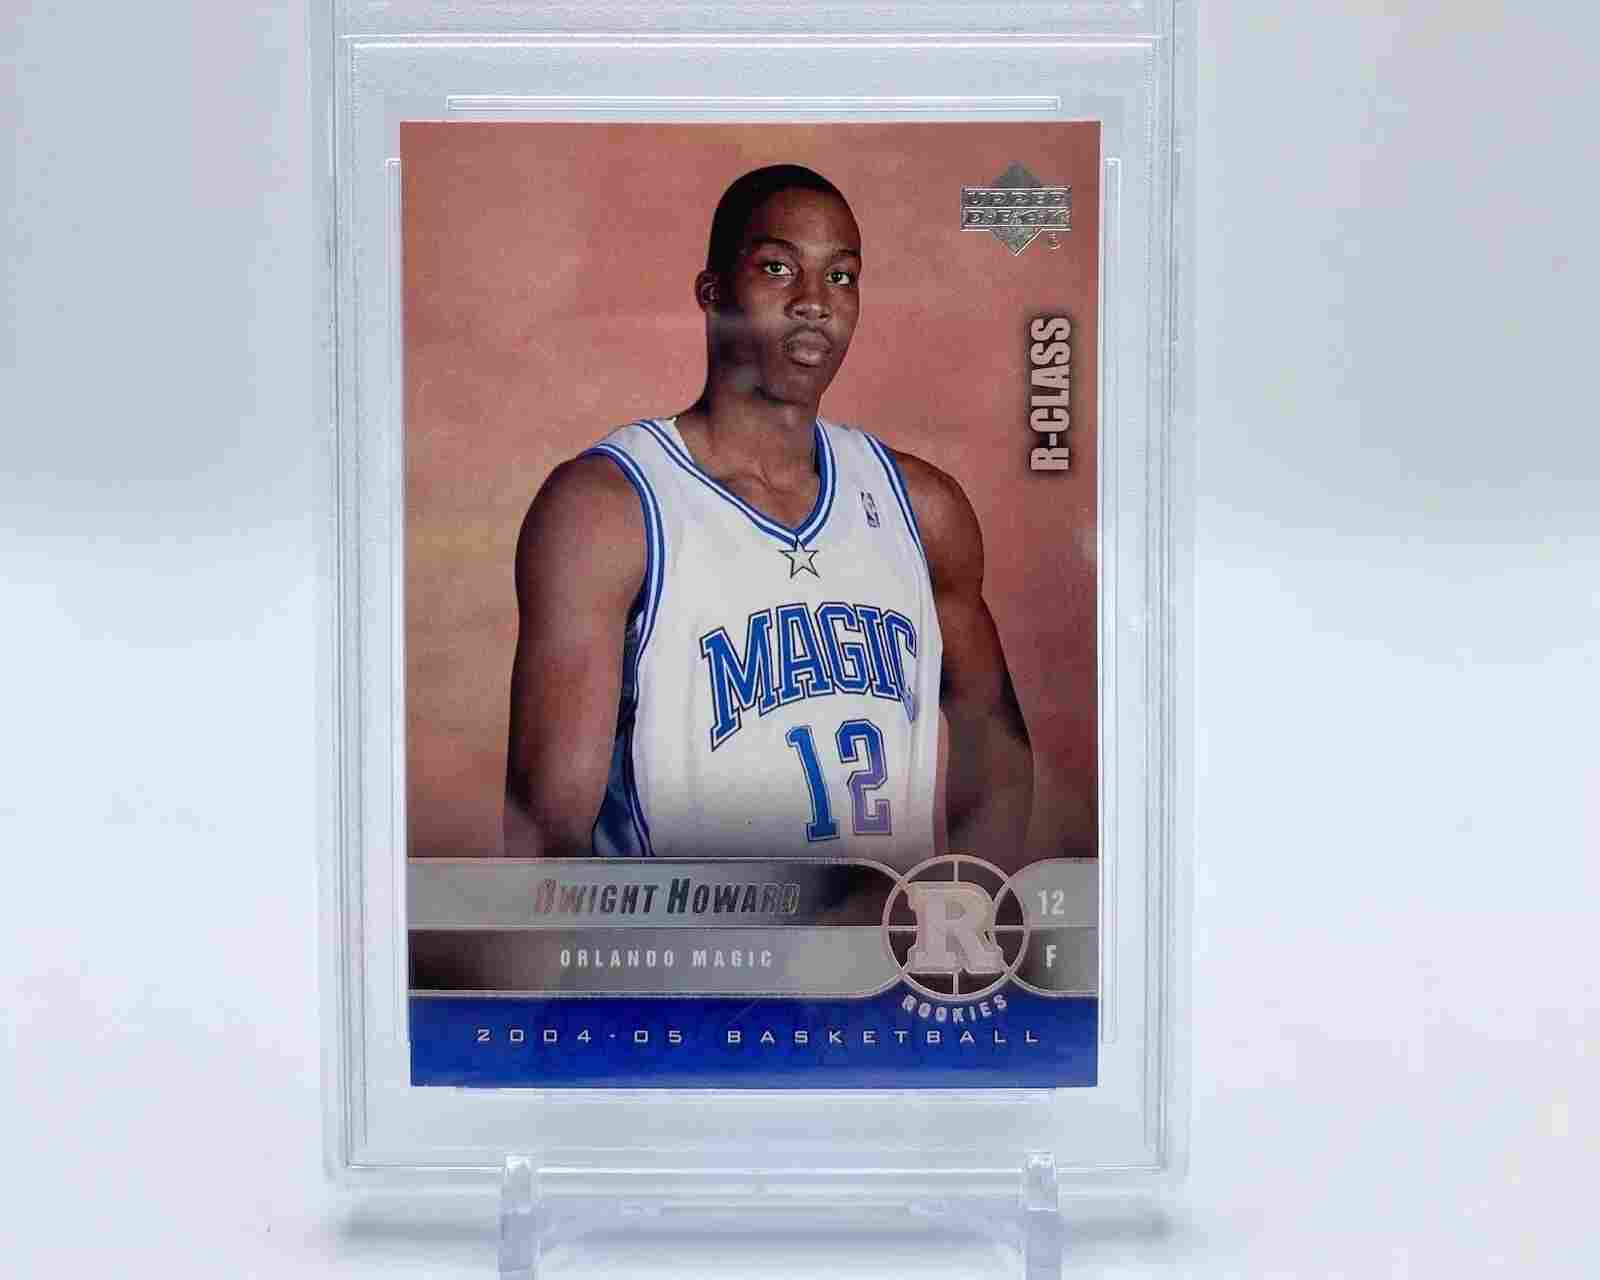 UPPER
DECK
R-CLASS
MAGIC
12
DWIGHT HOWARD
12
ORLANDO MAGIC
F
R
ROOKIES
2004-05 BASKETBALL